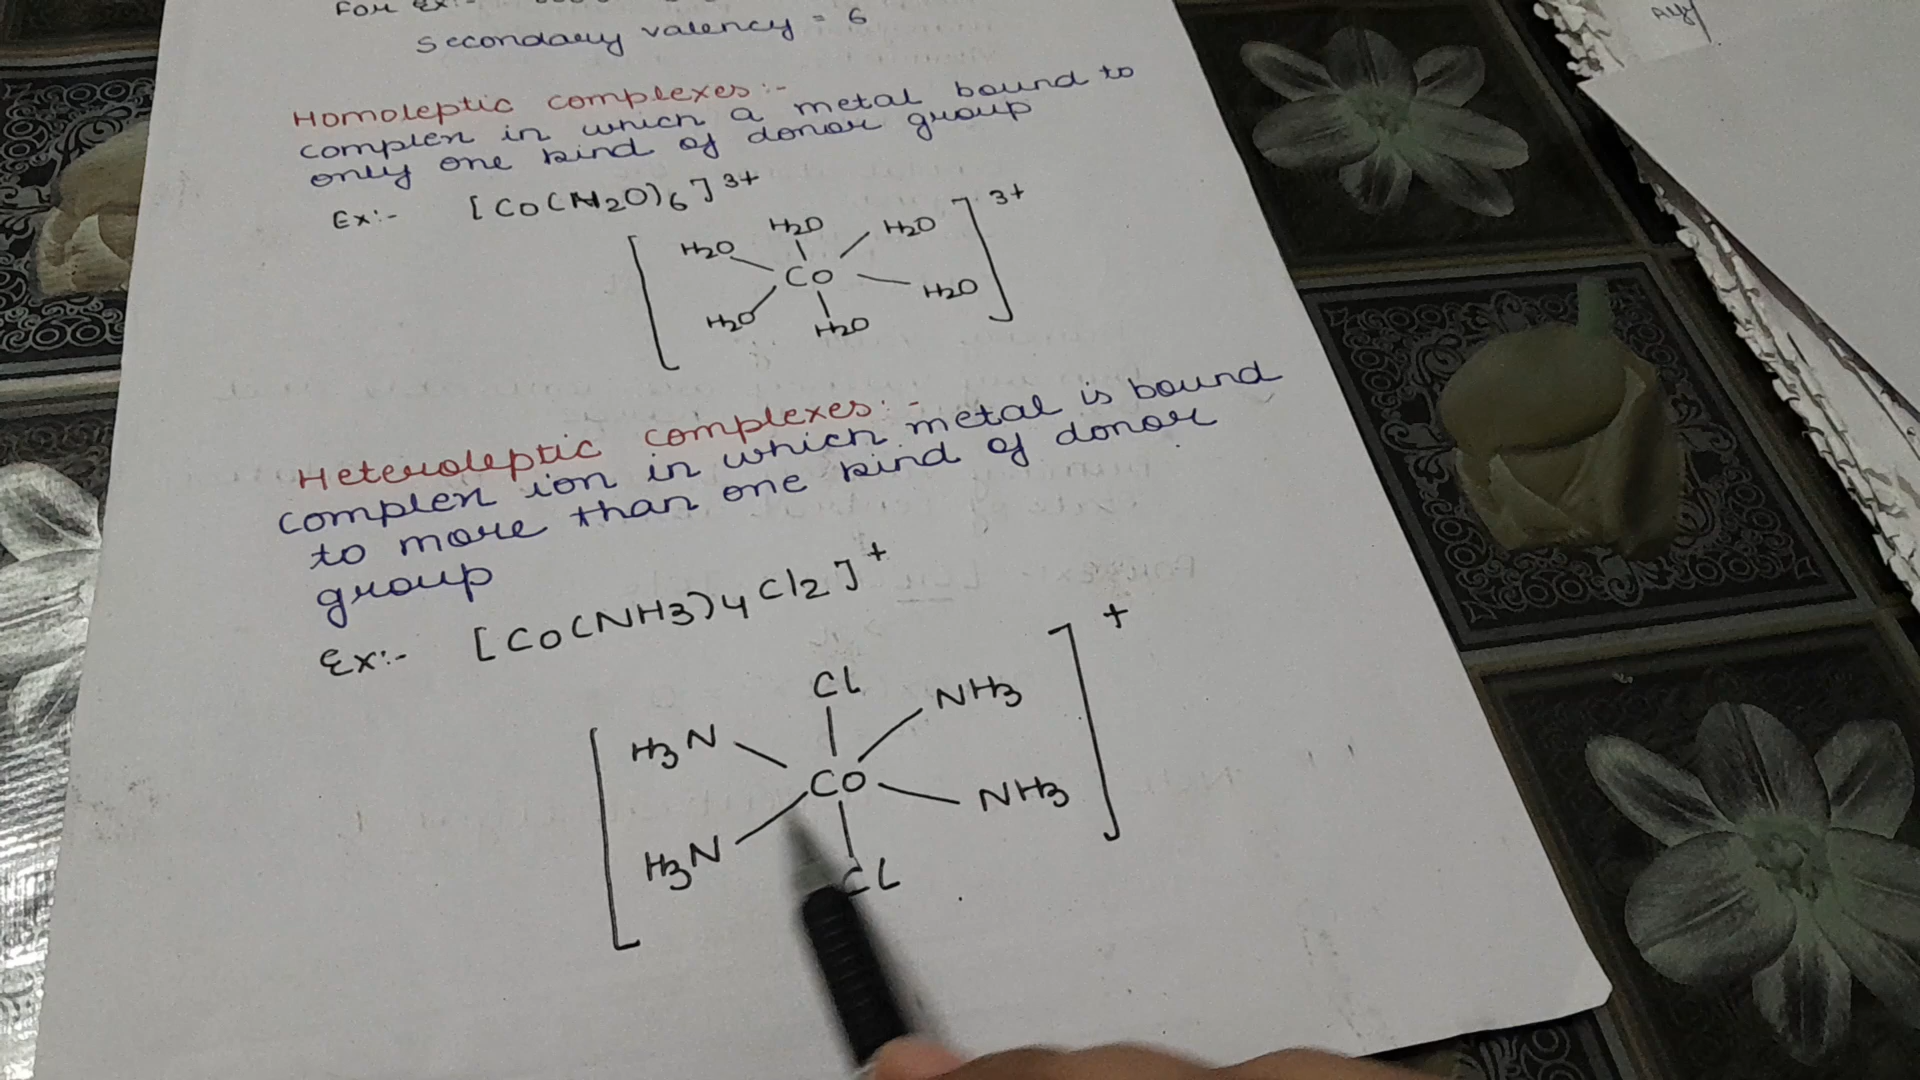 For Ex:-
Secondary valency = 6
Homoleptic complexes:-
complex in which a metal bound to
only one kind of donor group
Ex:- [CO(H2O)6]3+
H2O H2O H2O ]3+
[ CO
H2O H2O H2O
Heteroleptic complexes:-
complex ion in which metal is bound
to more than one kind of donor
group
Ex:- [CO(NH3)4Cl2]+
[ Cl ]+
H3N NH3
CO
H3N NH3
CL